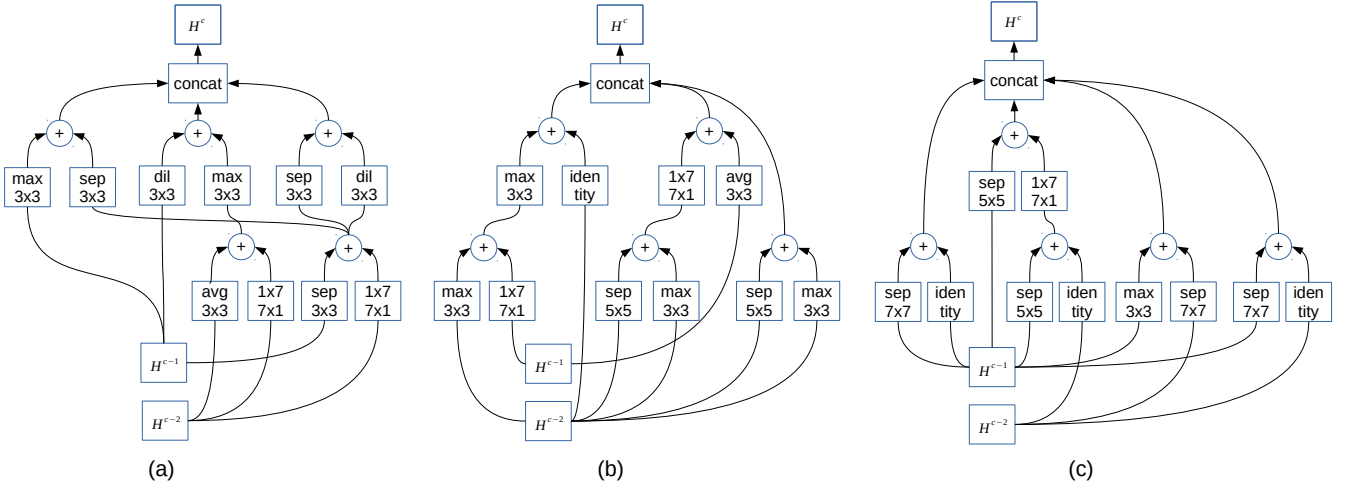 H^c
concat
+
+
+
max
3x3
sep
3x3
dil
3x3
max
3x3
sep
3x3
dil
3x3
+
+
avg
3x3
1x7
7x1
sep
3x3
1x7
7x1
H^{c-1}
H^{c-2}
(a)
H^c
concat
+
+
max
3x3
iden
tity
1x7
7x1
avg
3x3
+
+
+
max
3x3
1x7
7x1
sep
5x5
max
3x3
sep
5x5
max
3x3
H^{c-1}
H^{c-2}
(b)
H^c
concat
+
sep
5x5
1x7
7x1
+
+
+
+
sep
7x7
iden
tity
sep
5x5
iden
tity
max
3x3
sep
7x7
sep
7x7
iden
tity
H^{c-1}
H^{c-2}
(c)